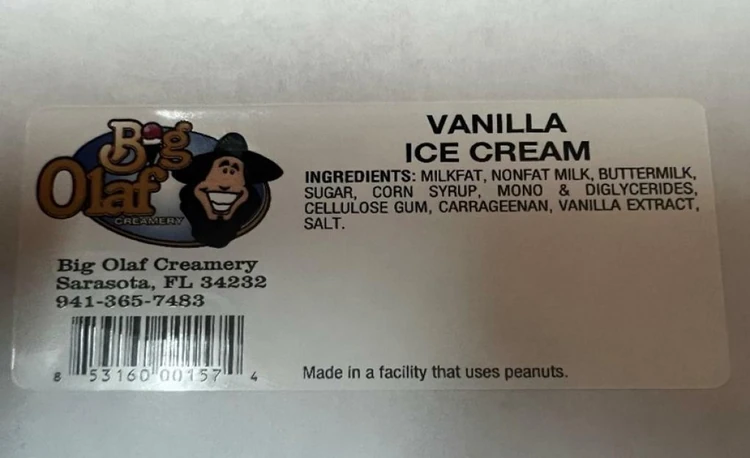 Big
Olaf
CREAMERY
Big Olaf Creamery
Sarasota, FL 34232
941-365-7483
8 53160 00157 4
VANILLA
ICE CREAM
INGREDIENTS: MILKFAT, NONFAT MILK, BUTTERMILK,
SUGAR, CORN SYRUP, MONO & DIGLYCERIDES,
CELLULOSE GUM, CARRAGEENAN, VANILLA EXTRACT,
SALT.
Made in a facility that uses peanuts.